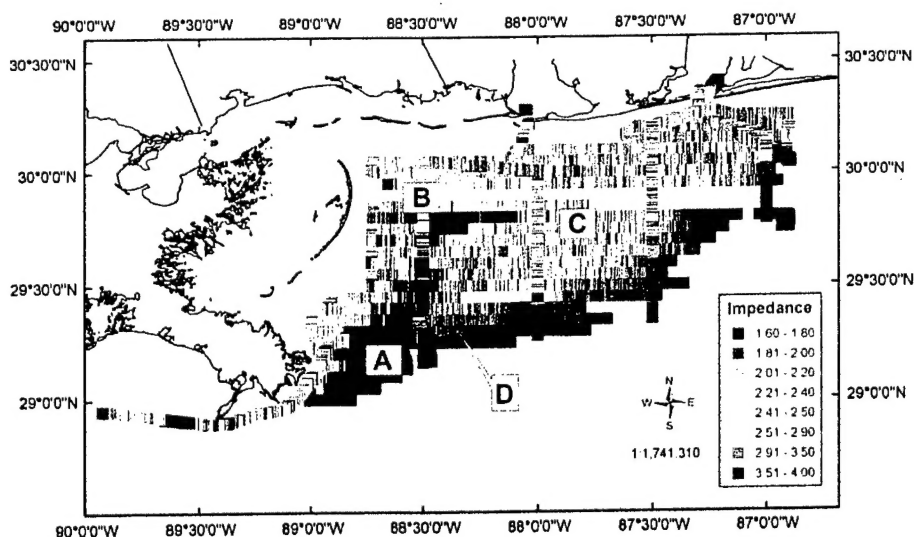 90°0'0"W 89°30'0"W 89°0'0"W 88°30'0"W 88°0'0"W 87°30'0"W 87°0'0"W
30°30'0"N 30°30'0"N
30°0'0"N 30°0'0"N
B
C
29°30'0"N 29°30'0"N
Impedance
1.60 - 1.80
1.81 - 2.00
2.01 - 2.20
2.21 - 2.40
2.41 - 2.50
2.51 - 2.90
2.91 - 3.50
3.51 - 4.00
A
D
29°0'0"N 29°0'0"N
N
W E
S
1:1,741,310
90°0'0"W 89°30'0"W 89°0'0"W 88°30'0"W 88°0'0"W 87°30'0"W 87°0'0"W